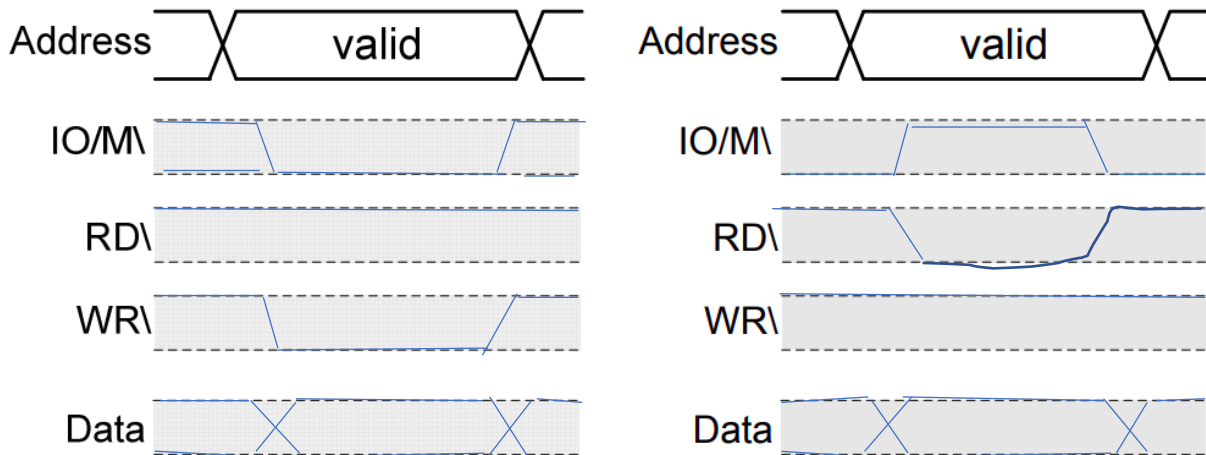 Address valid
IO/M\
RD\
WR\
Data
Address valid
IO/M\
RD\
WR\
Data